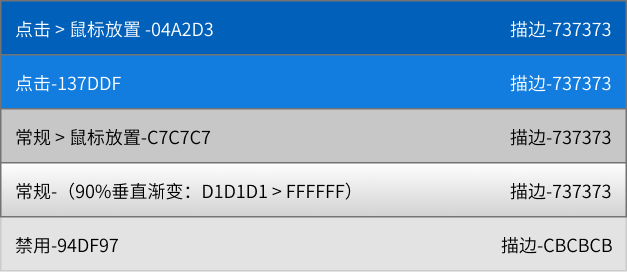 点击 > 鼠标放置 -04A2D3
描边-737373
点击-137DDF
描边-737373
常规 > 鼠标放置-C7C7C7
描边-737373
常规-（90%垂直渐变：D1D1D1 > FFFFFF）
描边-737373
禁用-94DF97
描边-CBCBCB